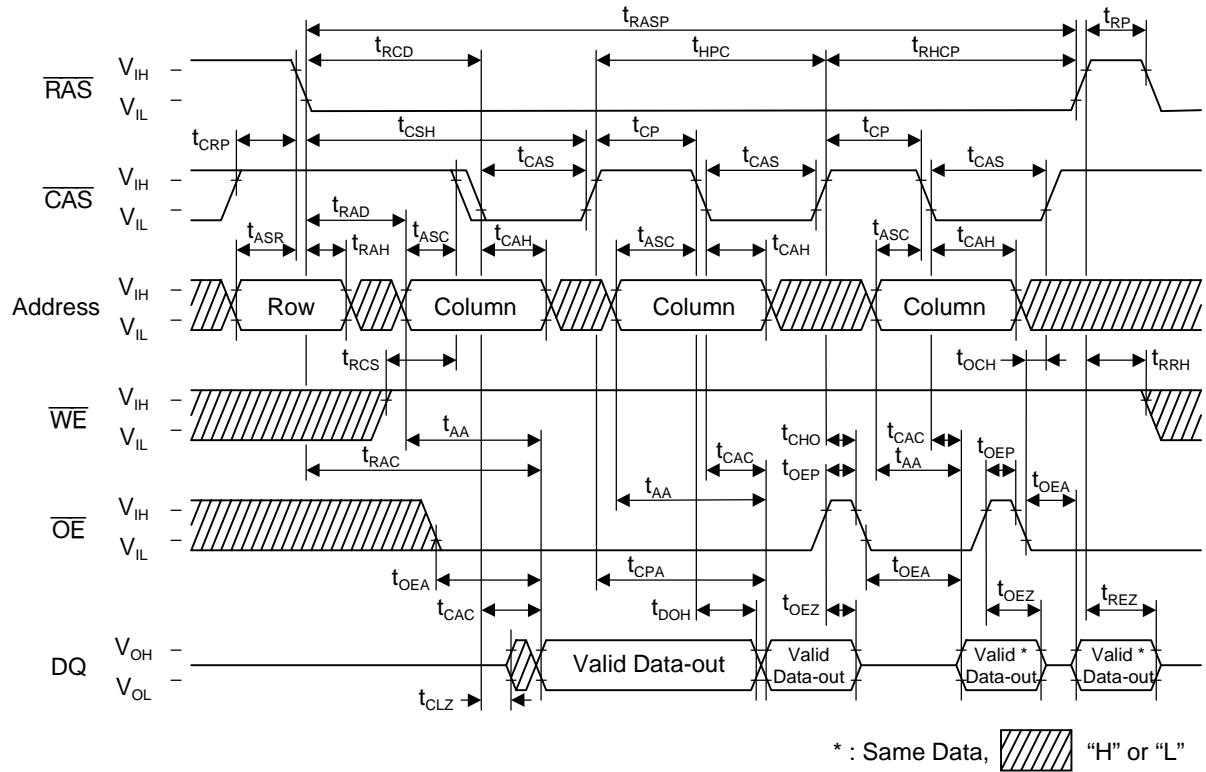 tRASP
tRP
tRCD
tHPC
tRHCP
RAS
VIH
VIL
tCRP
tCSH
tCP
tCP
tCAS
tCAS
tCAS
CAS
VIH
VIL
tRAD
tASR
tRAH
tASC
tCAH
tASC
tCAH
tASC
tCAH
Address
VIH
VIL
Row
Column
Column
Column
tRCS
tOCH
tRRH
WE
VIH
VIL
tAA
tCHO
tCAC
tRAC
tCAC
tOEP
tAA
tOEP
tAA
tOEA
OE
VIH
VIL
tOEA
tCPA
tOEA
tCAC
tDOH
tOEZ
tOEZ
tREZ
DQ
VOH
VOL
Valid Data-out
Valid
Data-out
Valid *
Data-out
Valid *
Data-out
tCLZ
* : Same Data, "H" or "L"